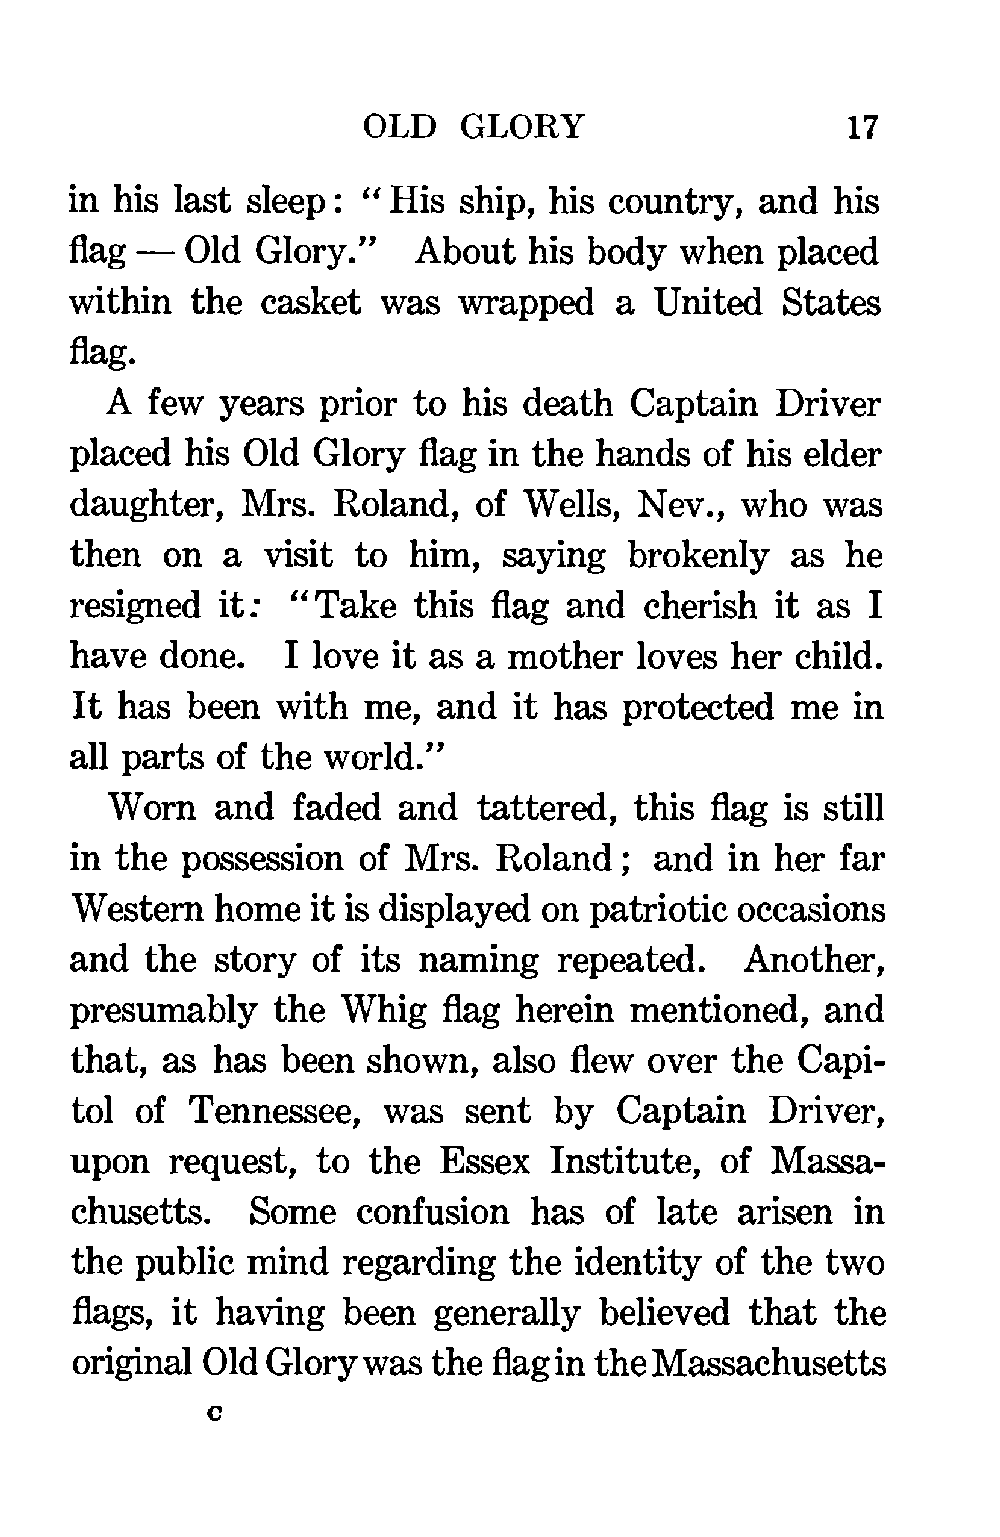 OLD GLORY 17
in his last sleep: "His ship, his country, and his
flag — Old Glory." About his body when placed
within the casket was wrapped a United States
flag.
A few years prior to his death Captain Driver
placed his Old Glory flag in the hands of his elder
daughter, Mrs. Roland, of Wells, Nev., who was
then on a visit to him, saying brokenly as he
resigned it: "Take this flag and cherish it as I
have done. I love it as a mother loves her child.
It has been with me, and it has protected me in
all parts of the world."
Worn and faded and tattered, this flag is still
in the possession of Mrs. Roland; and in her far
Western home it is displayed on patriotic occasions
and the story of its naming repeated. Another,
presumably the Whig flag herein mentioned, and
that, as has been shown, also flew over the Capi-
tol of Tennessee, was sent by Captain Driver,
upon request, to the Essex Institute, of Massa-
chusetts. Some confusion has of late arisen in
the public mind regarding the identity of the two
flags, it having been generally believed that the
original Old Glory was the flag in the Massachusetts
C